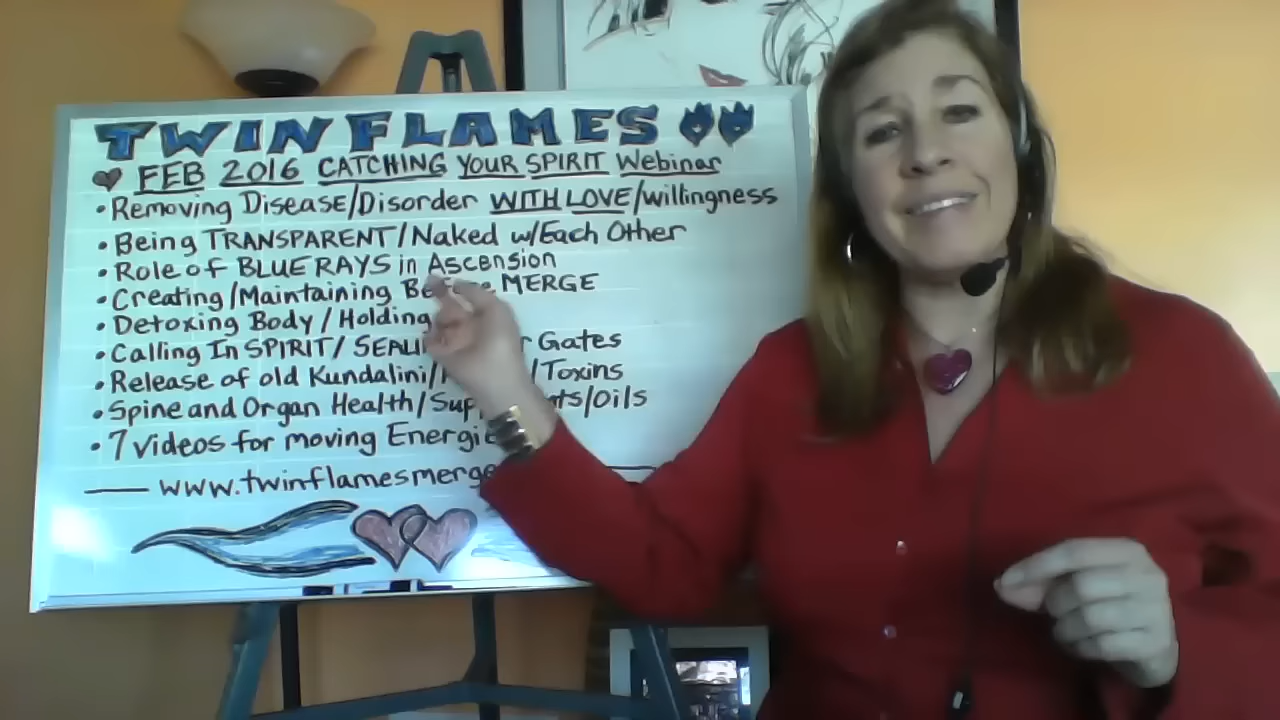 TWIN FLAMES
FEB 2016 CATCHING YOUR SPIRIT Webinar
• Removing Disease/Disorder WITH LOVE/willingness
• Being TRANSPARENT/Naked w/Each Other
• Role of BLUE RAYS in Ascension
• Creating/Maintaining Before MERGE
• Detoxing Body/Holding
• Calling In SPIRIT/ Gates
• Release of old Kundalini/ /Toxins
• Spine and Organ Health/ /Oils
• 7 videos for moving
www.twinflamesmerge